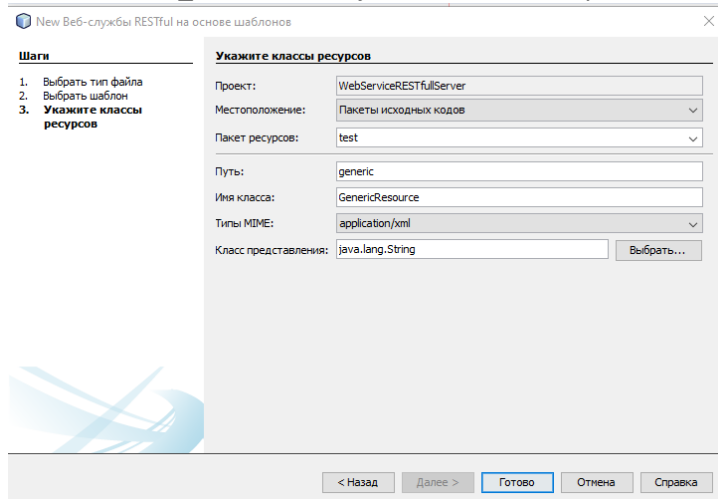 New Веб-службы RESTful на основе шаблонов
Шаги
1. Выбрать тип файла
2. Выбрать шаблон
3. Укажите классы
ресурсов
Укажите классы ресурсов
Проект: WebServiceRESTfullServer
Местоположение: Пакеты исходных кодов
Пакет ресурсов: test
Путь: generic
Имя класса: GenericResource
Типы MIME: application/xml
Класс представления: java.lang.String Выбрать...
< Назад Далее > Готово Отмена Справка